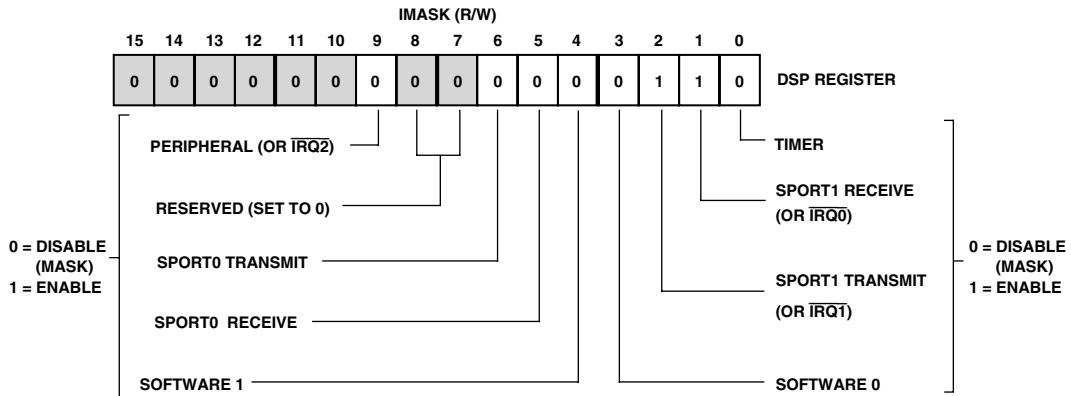 IMASK (R/W)
15 14 13 12 11 10 9 8 7 6 5 4 3 2 1 0
0 0 0 0 0 0 0 0 0 0 0 0 0 1 1 0 DSP REGISTER
PERIPHERAL (OR IRQ2)
RESERVED (SET TO 0)
SPORT0 TRANSMIT
SPORT0 RECEIVE
SOFTWARE 1
0 = DISABLE
(MASK)
1 = ENABLE
TIMER
SPORT1 RECEIVE
(OR IRQ0)
SPORT1 TRANSMIT
(OR IRQ1)
SOFTWARE 0
0 = DISABLE
(MASK)
1 = ENABLE